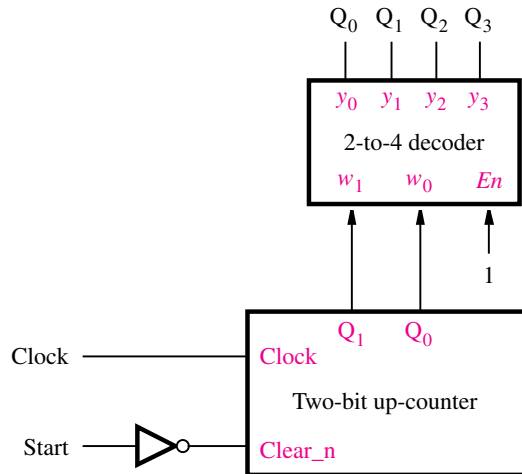 Q0 Q1 Q2 Q3
y0 y1 y2 y3
2-to-4 decoder
w1 w0 En
1
Q1 Q0
Clock Clock
Two-bit up-counter
Start Clear_n